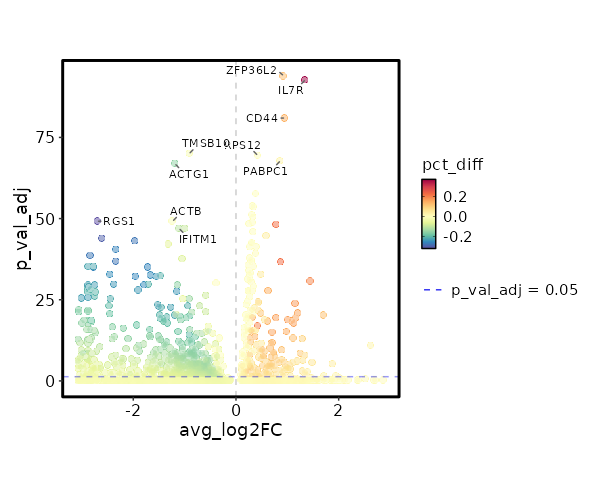 ZFP36L2
IL7R
CD44
TMSB10
ACTG1
PABPC1
ACTB
RGS1
IFITM1
75
50
25
0
-2
0
2
p_val_adj
avg_log2FC
pct_diff
0.2
0.0
-0.2
p_val_adj = 0.05